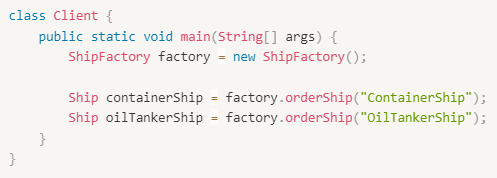 class Client {
    public static void main(String[] args) {
        ShipFactory factory = new ShipFactory();

        Ship containerShip = factory.orderShip("ContainerShip");
        Ship oilTankerShip = factory.orderShip("OilTankerShip");
    }
}